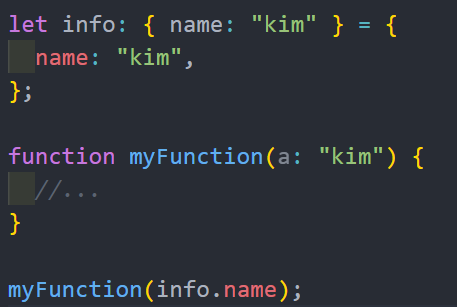 let info: { name: "kim" } = {
  name: "kim",
};
function myFunction(a: "kim") {
  //...
}
myFunction(info.name);